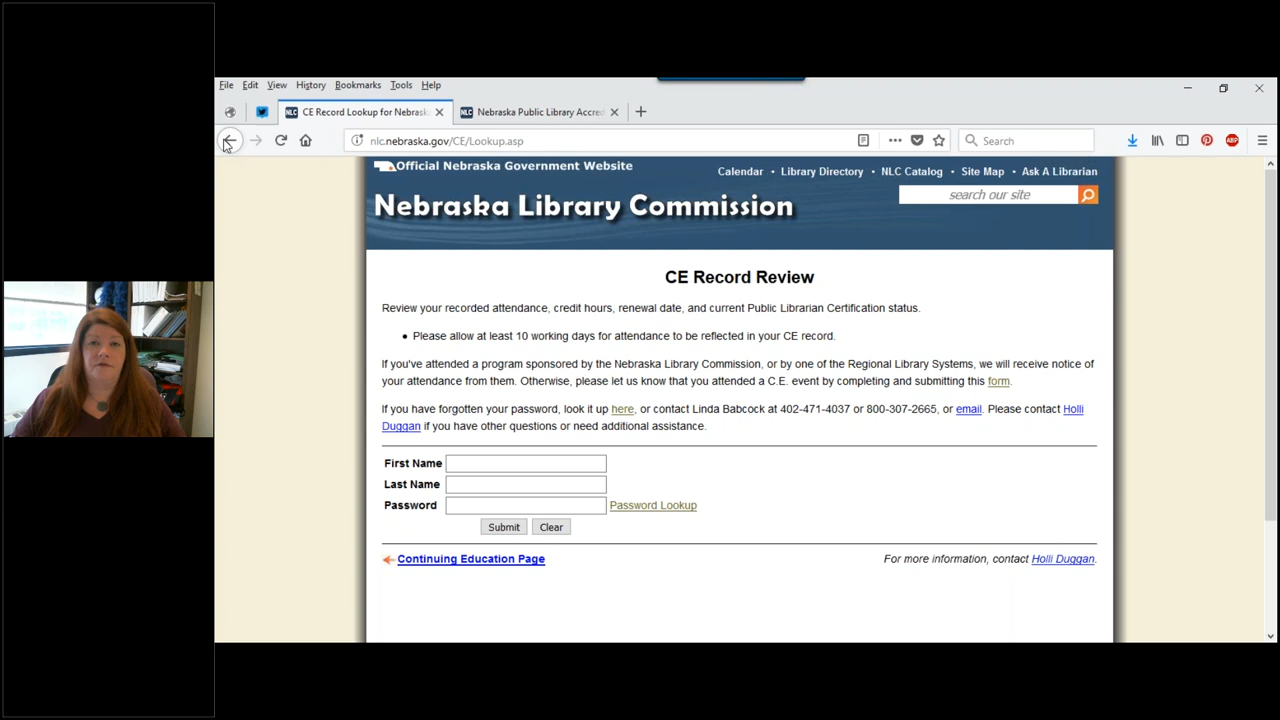 File Edit View History Bookmarks Tools Help
NLC CE Record Lookup for Nebrask NLC Nebraska Public Library Accred
nlc.nebraska.gov/CE/Lookup.asp Search ABP
Official Nebraska Government Website
Calendar • Library Directory • NLC Catalog • Site Map • Ask A Librarian
search our site
Nebraska Library Commission
CE Record Review
Review your recorded attendance, credit hours, renewal date, and current Public Librarian Certification status.
• Please allow at least 10 working days for attendance to be reflected in your CE record.
If you've attended a program sponsored by the Nebraska Library Commission, or by one of the Regional Library Systems, we will receive notice of
your attendance from them. Otherwise, please let us know that you attended a C.E. event by completing and submitting this form.
If you have forgotten your password, look it up here, or contact Linda Babcock at 402-471-4037 or 800-307-2665, or email. Please contact Holli
Duggan if you have other questions or need additional assistance.
First Name
Last Name
Password Password Lookup
Submit Clear
Continuing Education Page For more information, contact Holli Duggan.